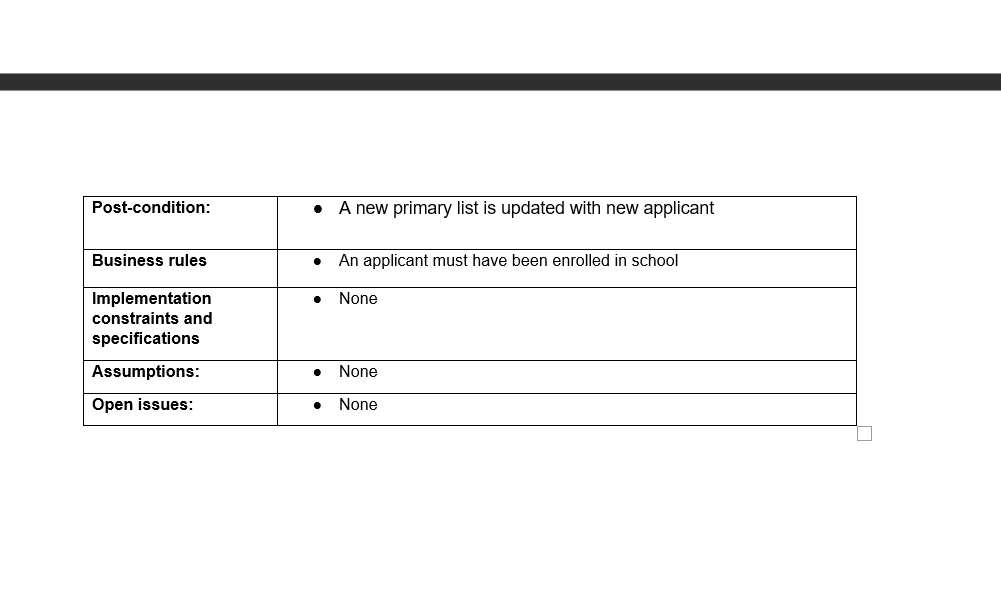 Post-condition:
● A new primary list is updated with new applicant
Business rules
● An applicant must have been enrolled in school
Implementation
constraints and
specifications
● None
Assumptions:
● None
Open issues:
● None